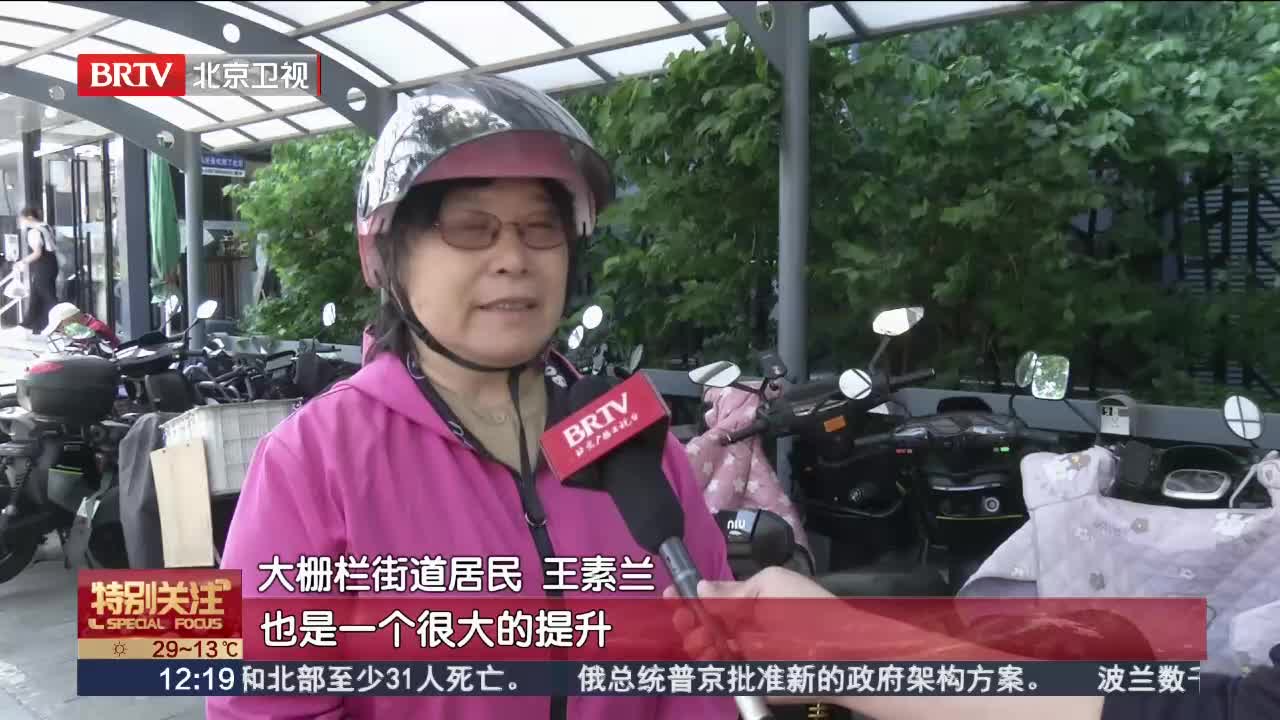 BRTV 北京卫视
BRTV
NIU
大栅栏街道居民 王素兰
特别关注
SPECIAL FOCUS
也是一个很大的提升
29~13℃
12:19 和北部至少31人死亡。 俄总统普京批准新的政府架构方案。 波兰数